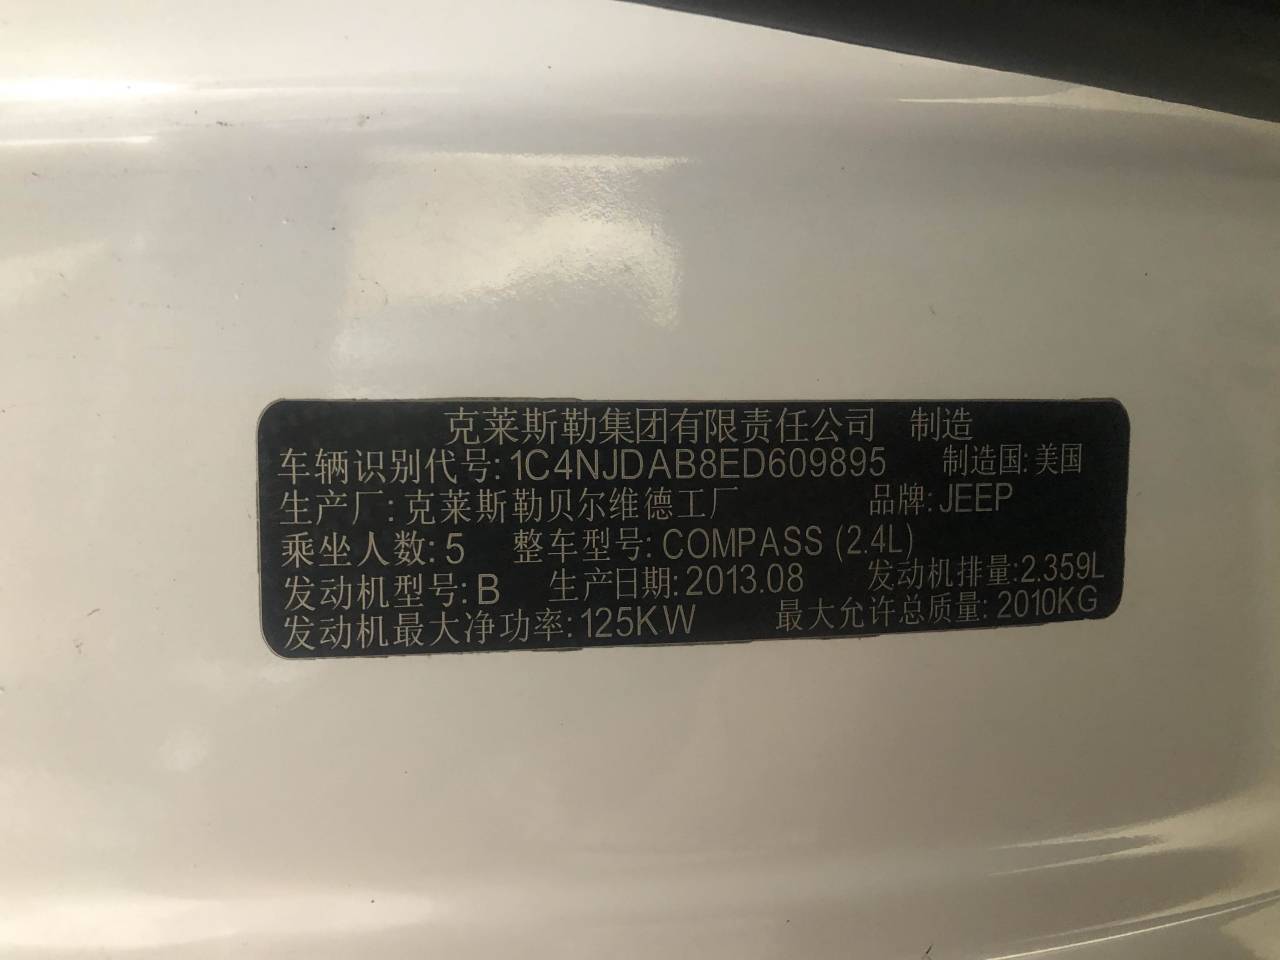 克莱斯勒集团有限责任公司 制造
车辆识别代号: 1C4NJDAB8ED609895 制造国: 美国
生产厂: 克莱斯勒贝尔维德工厂 品牌: JEEP
乘坐人数: 5 整车型号: COMPASS (2.4L)
发动机型号: B 生产日期: 2013.08 发动机排量: 2.359L
发动机最大净功率: 125KW 最大允许总质量: 2010KG